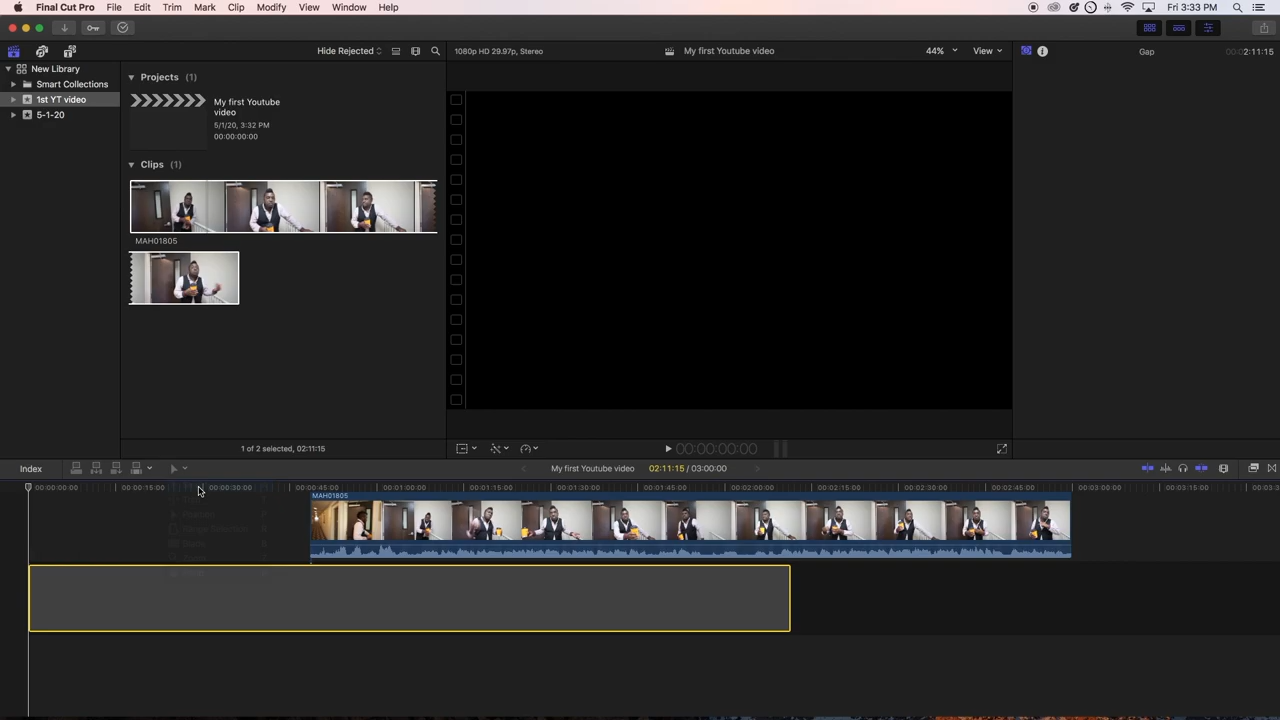 Final Cut Pro File Edit Trim Mark Clip Modify View Window Help Fri 3:33 PM
Hide Rejected 1080p HD 29.97p, Stereo My first Youtube video 44% View Gap 00:02:11:15
New Library
Smart Collections
1st YT video
5-1-20
Projects (1)
My first Youtube
video
5/1/20, 3:32 PM
00:00:00:00
Clips (1)
MAH01805
1 of 2 selected, 02:11:15
00:00:00:00
Index My first Youtube video 02:11:15 / 03:00:00
00:00:00:00 00:00:15:00 00:00:30:00 00:00:45:00 00:01:00:00 00:01:15:00 00:01:30:00 00:01:45:00 00:02:00:00 00:02:15:00 00:02:30:00 00:02:45:00 00:03:00:00 00:03:15:00 00:03:3
MAH01805
Position
Range Selection